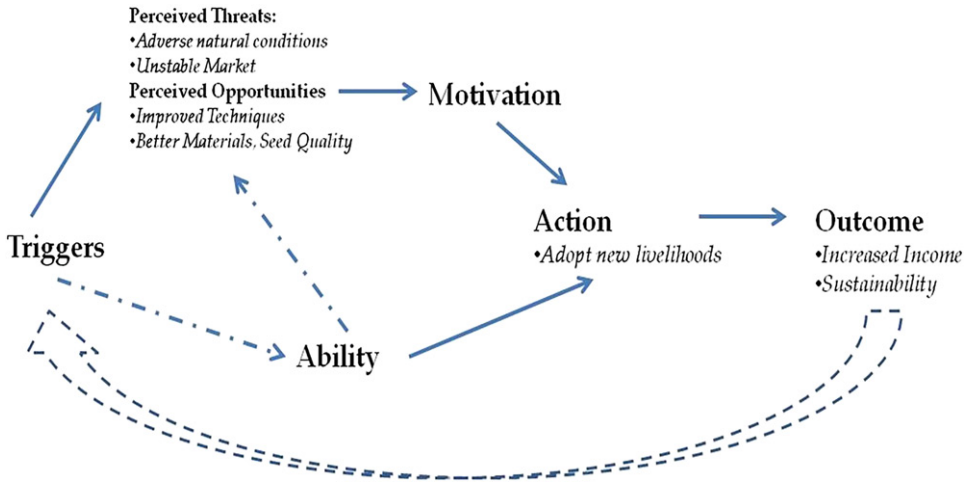 Perceived Threats:
•Adverse natural conditions
•Unstable Market
Perceived Opportunities
•Improved Techniques
•Better Materials, Seed Quality
Motivation
Triggers
Action
•Adopt new livelihoods
Outcome
•Increased Income
•Sustainability
Ability